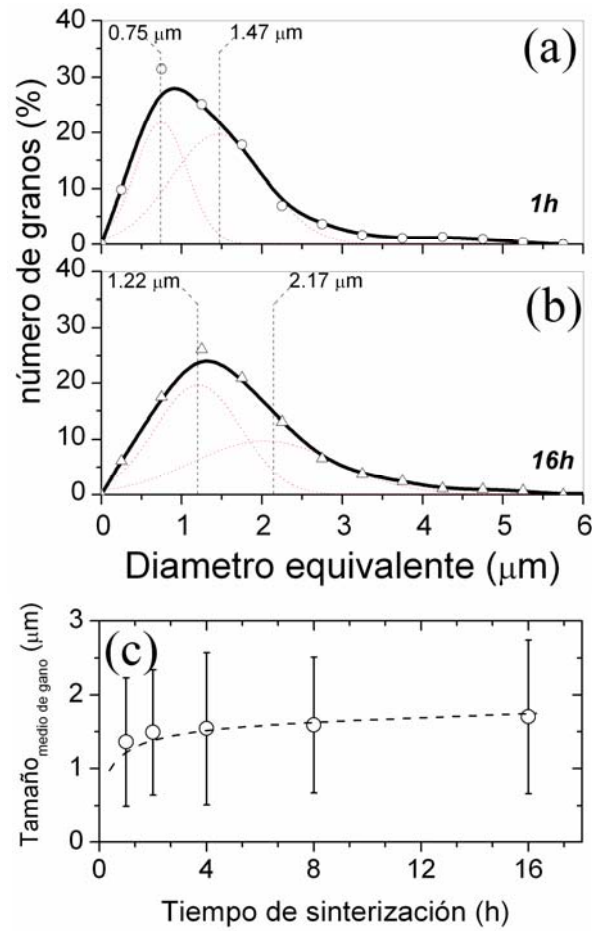 40
0.75 μm
1.47 μm
(a)
30
20
10
1h
0
número de granos (%)
40
1.22 μm
2.17 μm
(b)
30
20
10
16h
0
0 1 2 3 4 5 6
Diametro equivalente (μm)
3
(c)
2
1
0
Tamaño medio de gano (μm)
0 4 8 12 16
Tiempo de sinterización (h)